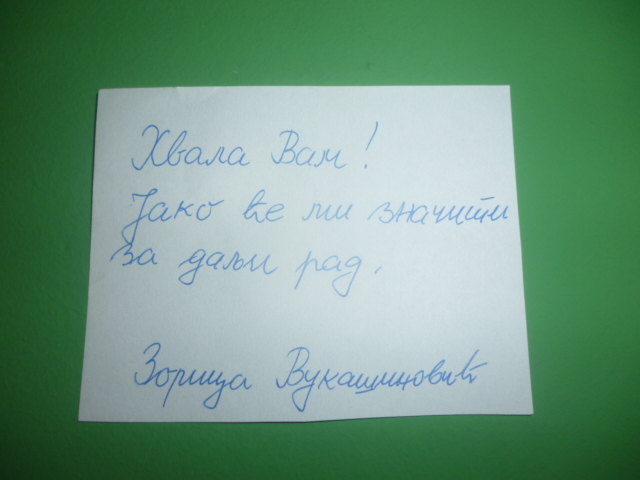 Хвала Вам!
Јако ће ми значити
за даљи рад.
Зорица Вукашиновић